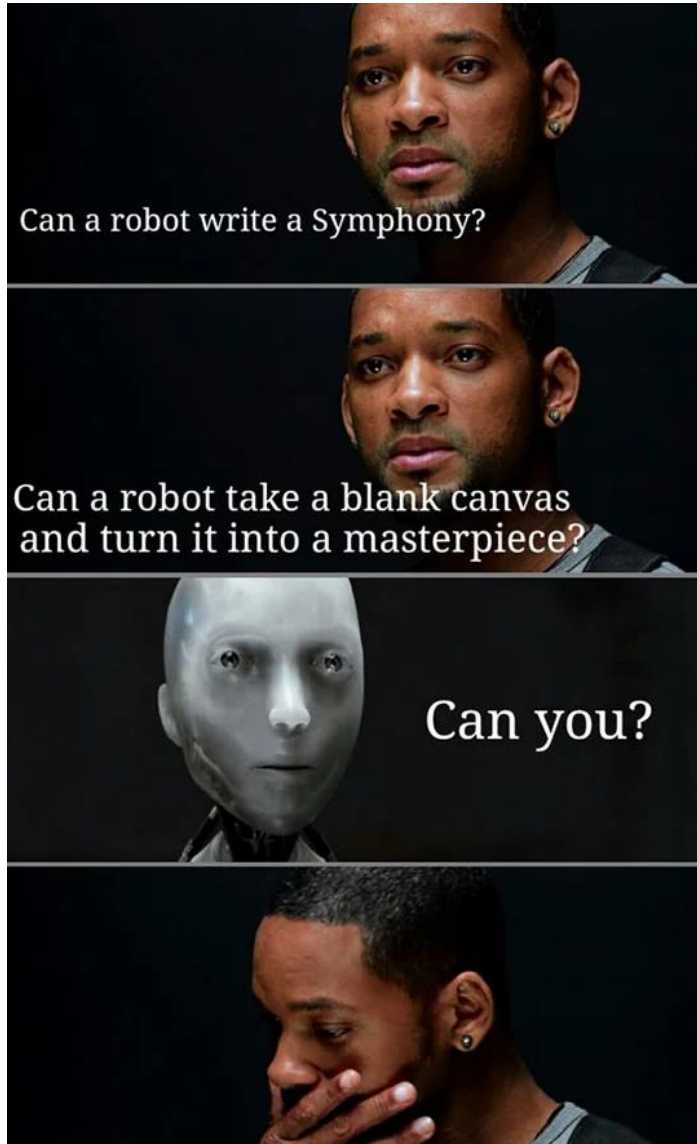 Can a robot write a Symphony?
Can a robot take a blank canvas
and turn it into a masterpiece?
Can you?